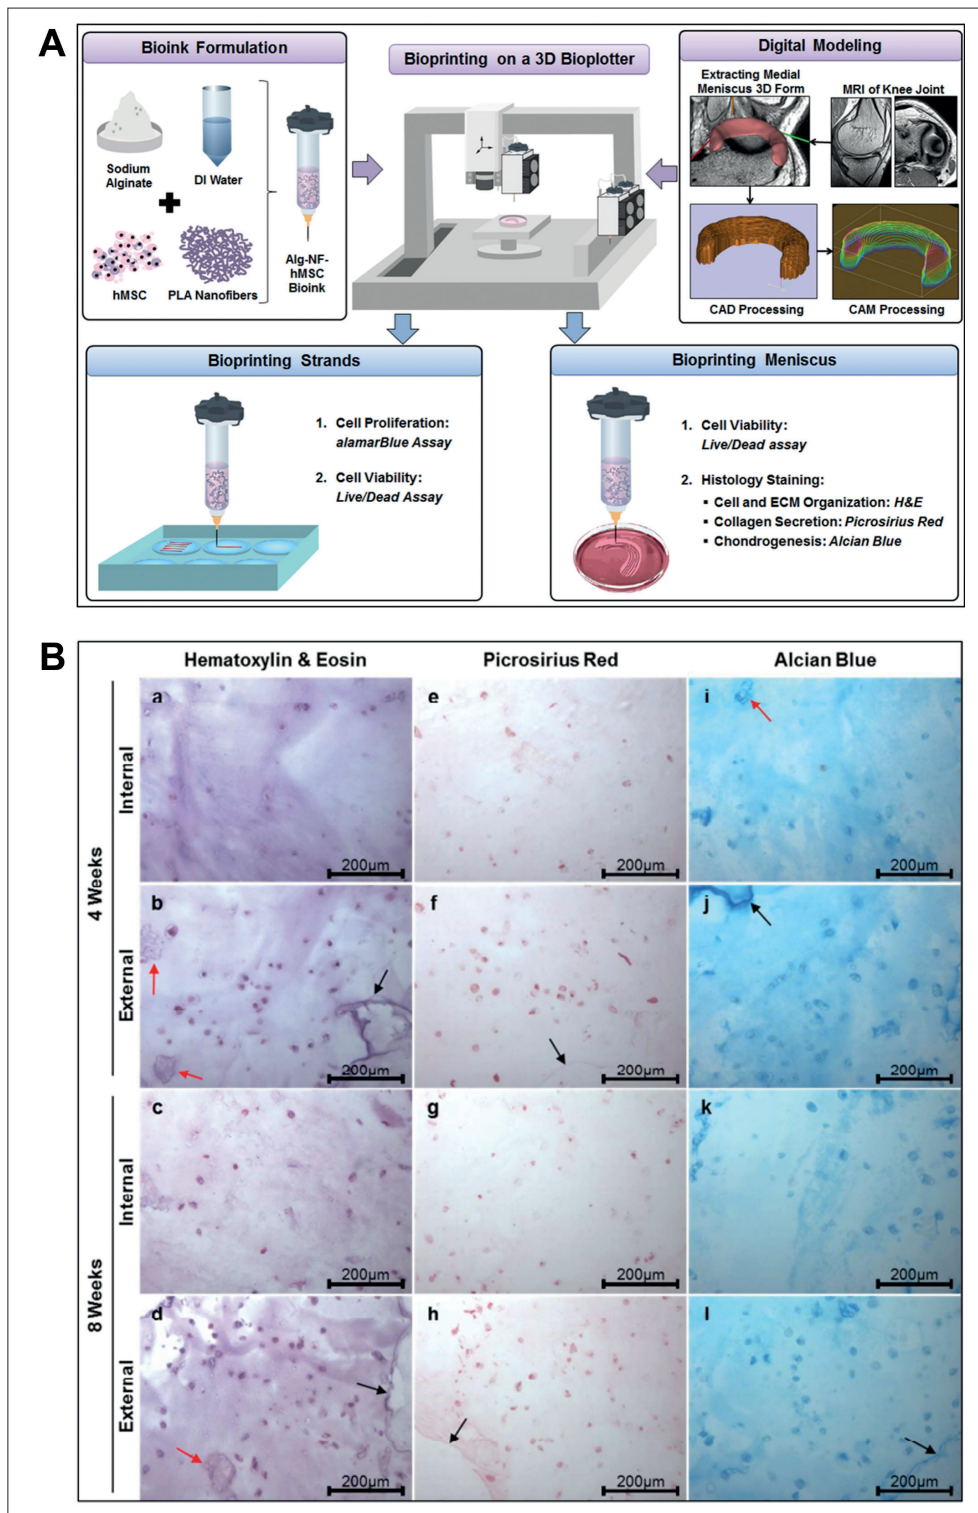 A
Bioink Formulation
Sodium
Alginate
DI Water
hMSC
PLA Nanofibers
Alg-NF-
hMSC
Bioink
Bioprinting on a 3D Bioplotter
Digital Modeling
Extracting Medial
Meniscus 3D Form
MRI of Knee Joint
CAD Processing
CAM Processing
Bioprinting Strands
1. Cell Proliferation:
alamarBlue Assay
2. Cell Viability:
Live/Dead Assay
Bioprinting Meniscus
1. Cell Viability:
Live/Dead assay
2. Histology Staining:
▪ Cell and ECM Organization: H&E
▪ Collagen Secretion: Picrosirius Red
▪ Chondrogenesis: Alcian Blue
B
Hematoxylin & Eosin
Picrosirius Red
Alcian Blue
4 Weeks
Internal
a
200µm
e
200µm
i
200µm
External
b
200µm
f
200µm
j
200µm
8 Weeks
Internal
c
200µm
g
200µm
k
200µm
External
d
200µm
h
200µm
l
200µm